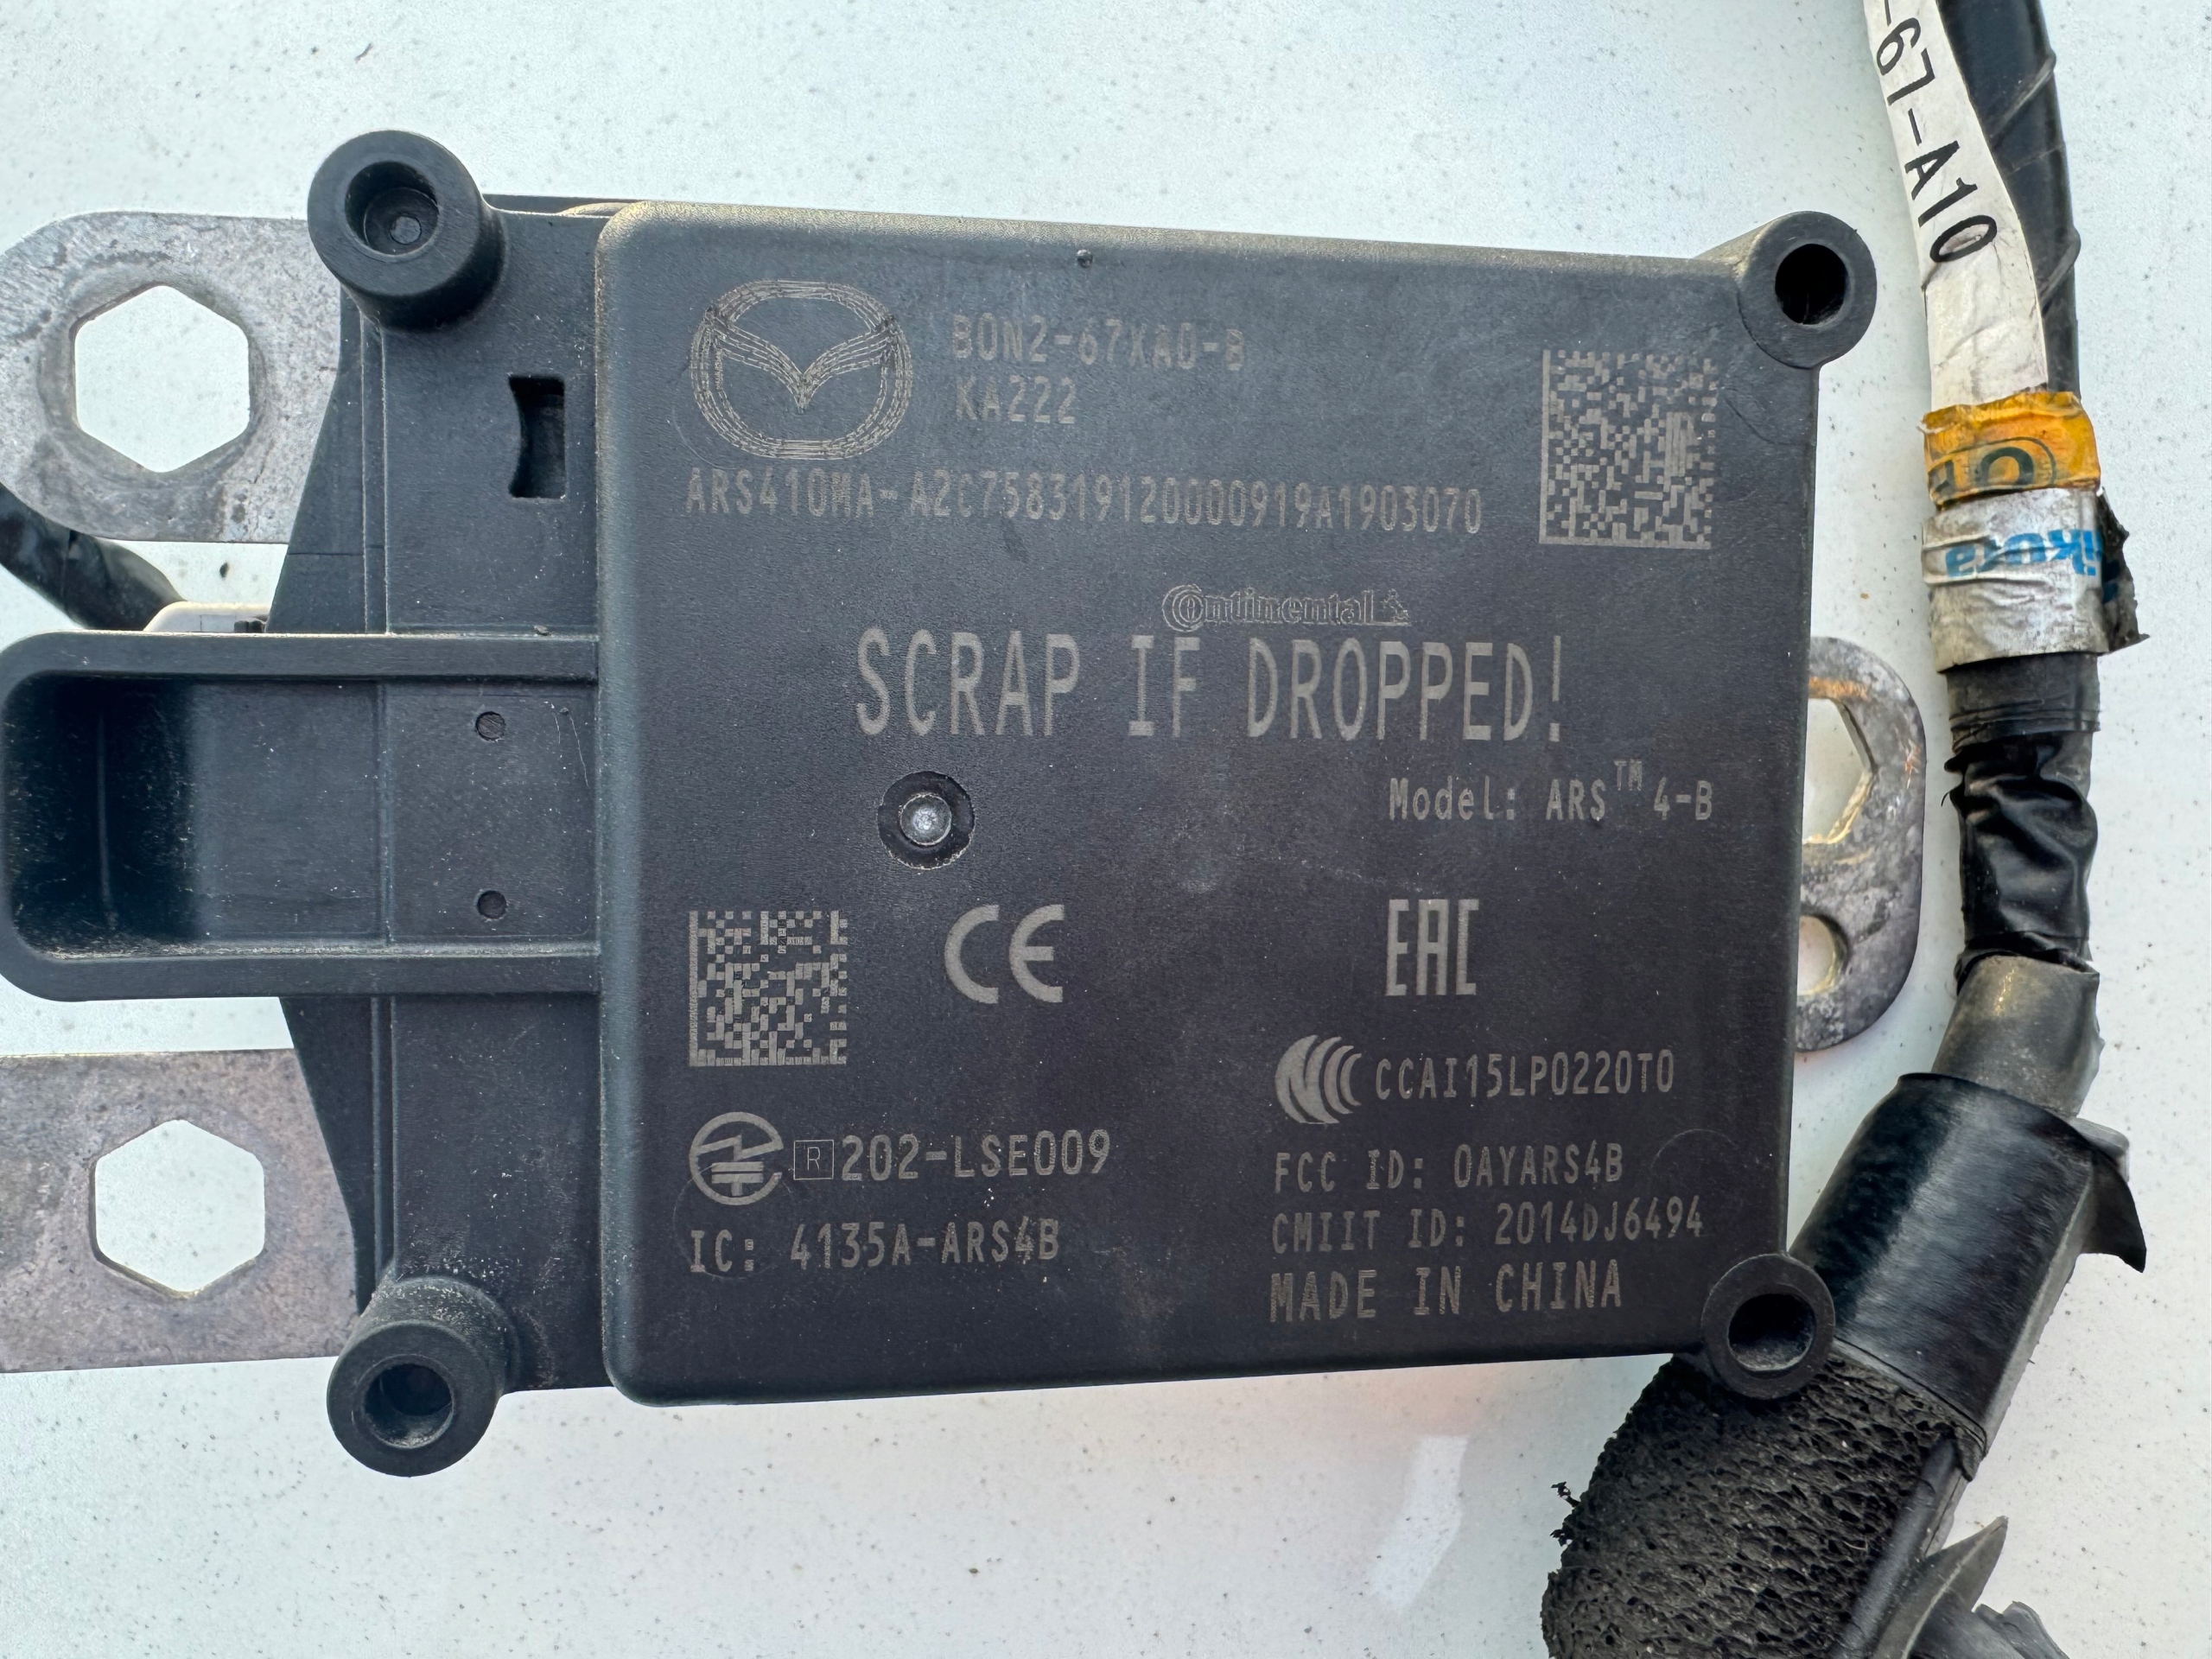 -67-A10
B0N2-67XA0-B
KA222
ARS410MA-A2C758319120000919A1903070
Continental
SCRAP IF DROPPED!
Model: ARS™4-B
CE
EAC
CCAI15LP0220T0
R 202-LSE009
FCC ID: OAYARS4B
IC: 4135A-ARS4B
CMIIT ID: 2014DJ6494
MADE IN CHINA